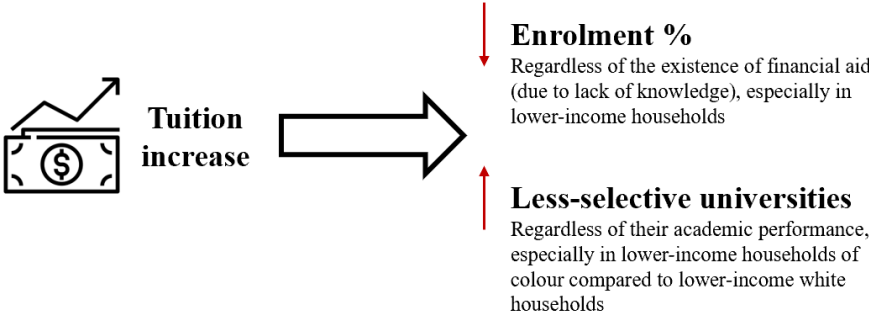 Tuition
increase
Enrolment %
Regardless of the existence of financial aid
(due to lack of knowledge), especially in
lower-income households
Less-selective universities
Regardless of their academic performance,
especially in lower-income households of
colour compared to lower-income white
households
$